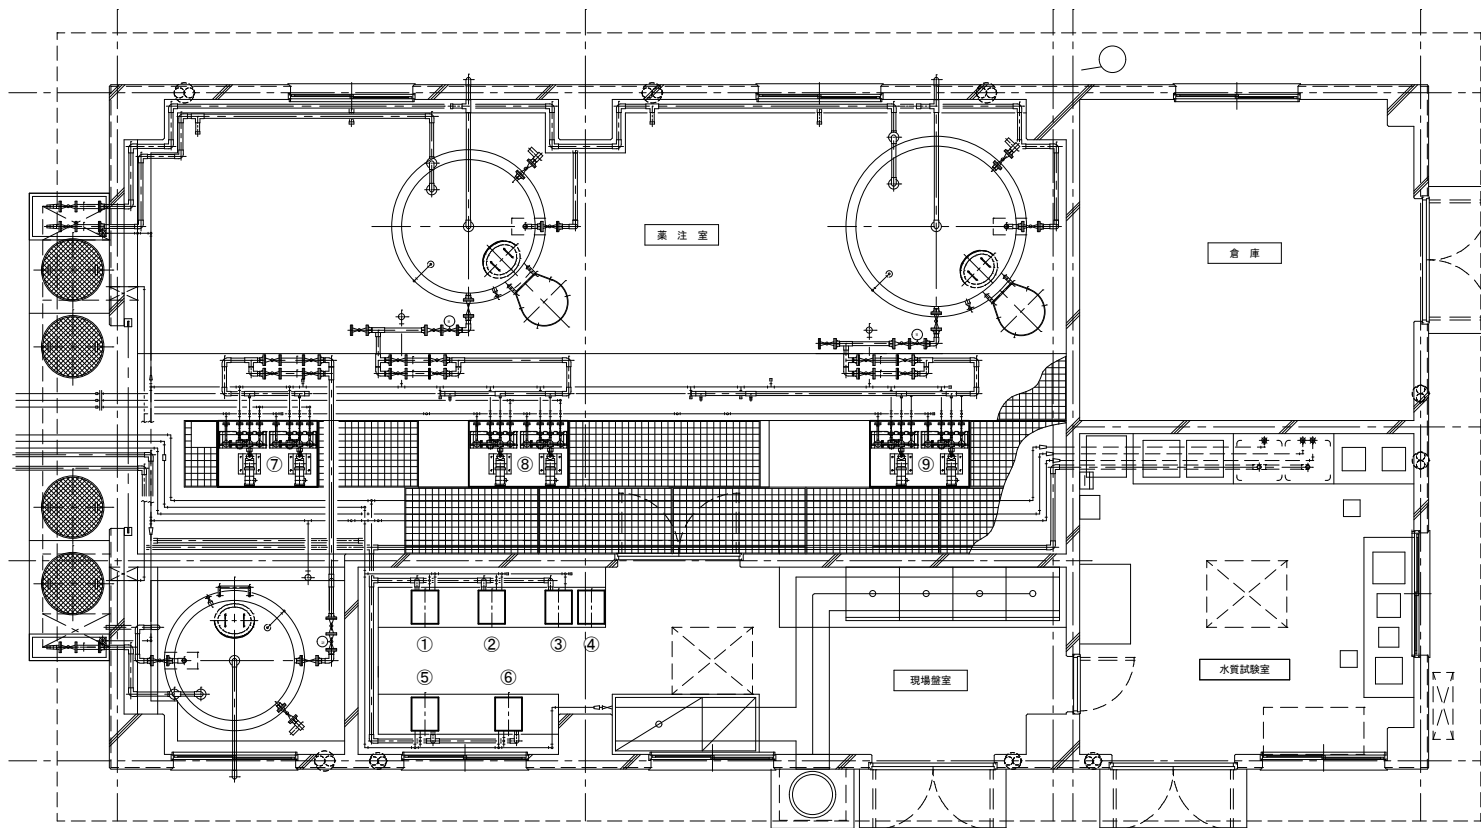 薬 注 室
倉 庫
⑦
⑧
⑨
①
②
③
④
⑤
⑥
現場盤室
水質試験室